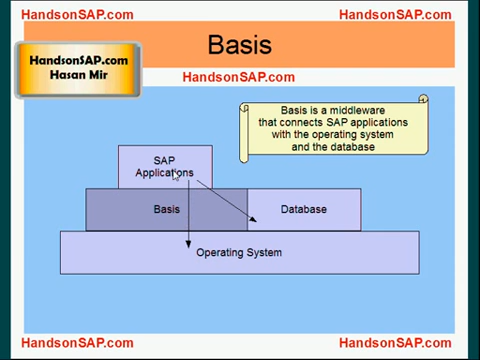 HandsonSAP.com
HandsonSAP.com
Basis
HandsonSAP.com
Hasan Mir
HandsonSAP.com
Basis is a middleware
that connects SAP applications
with the operating system
and the database
SAP
Applications
Basis
Database
Operating System
HandsonSAP.com
HandsonSAP.com